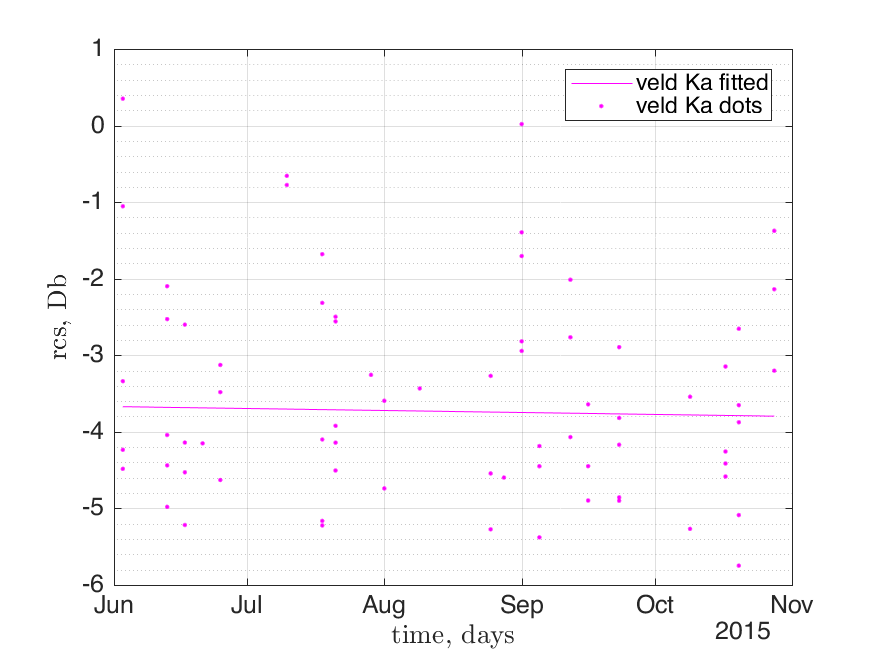 1
0
-1
-2
-3
-4
-5
-6
rcs, Db
veld Ka fitted
veld Ka dots
Jun Jul Aug Sep Oct Nov
2015
time, days